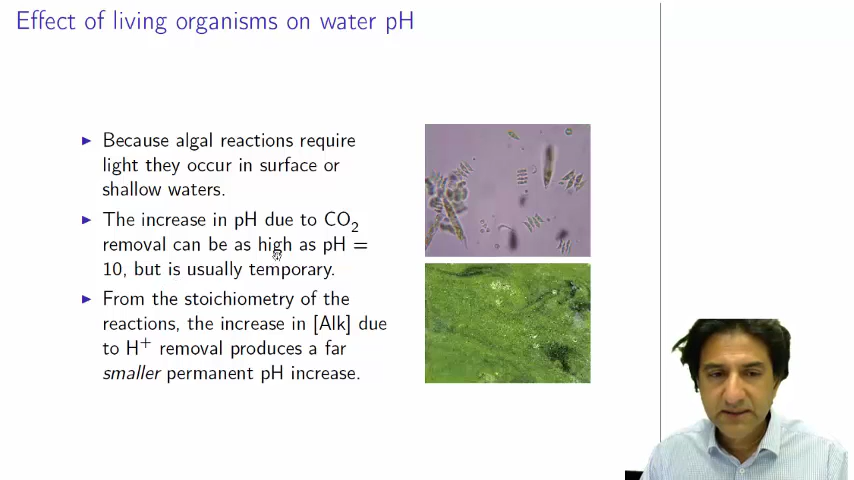 Effect of living organisms on water pH
▶ Because algal reactions require
light they occur in surface or
shallow waters.
▶ The increase in pH due to CO₂
removal can be as high as pH =
10, but is usually temporary.
▶ From the stoichiometry of the
reactions, the increase in [Alk] due
to H⁺ removal produces a far
smaller permanent pH increase.